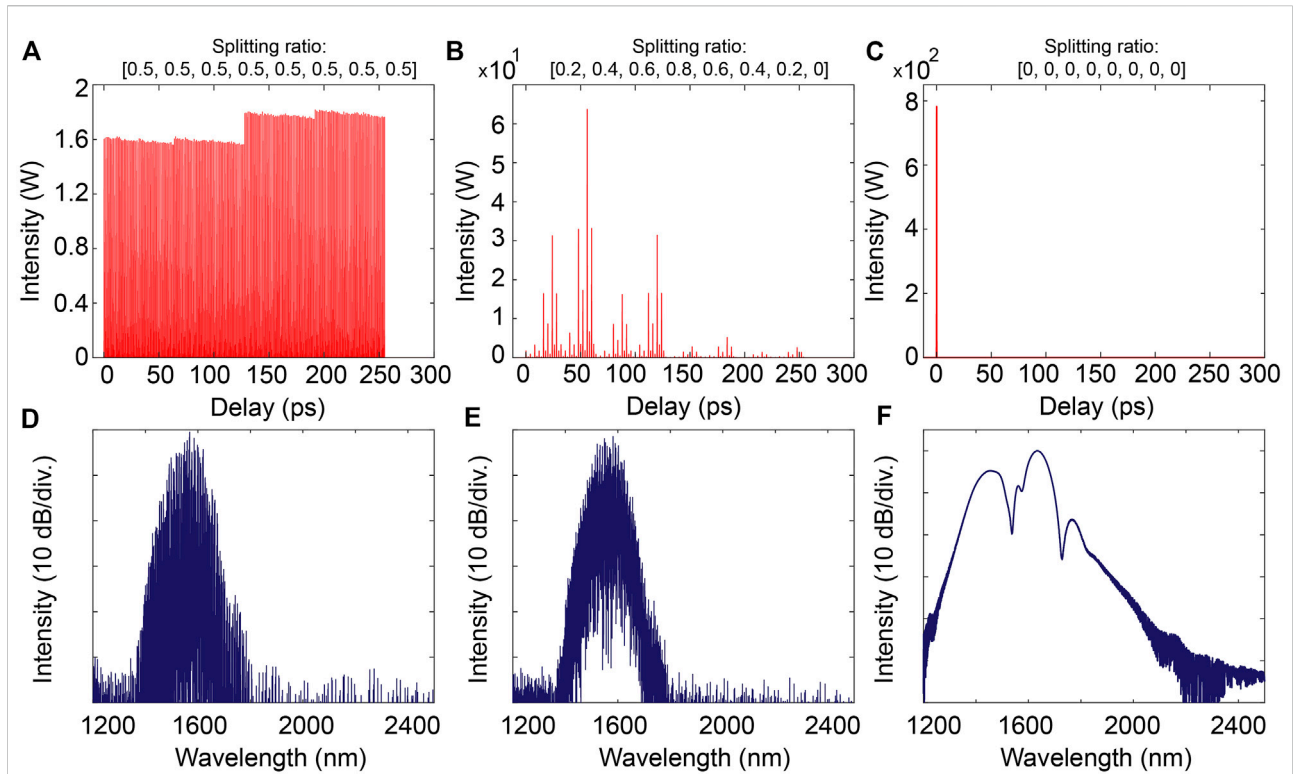 A
Splitting ratio:
[0.5, 0.5, 0.5, 0.5, 0.5, 0.5, 0.5, 0.5]
2
1.6
1.2
0.8
0.4
0
Intensity (W)
0 50 100 150 200 250 300
Delay (ps)
B
Splitting ratio:
×10¹ [0.2, 0.4, 0.6, 0.8, 0.6, 0.4, 0.2, 0]
6
5
4
3
2
1
0
Intensity (W)
0 50 100 150 200 250 300
Delay (ps)
C
Splitting ratio:
×10² [0, 0, 0, 0, 0, 0, 0, 0]
8
6
4
2
0
Intensity (W)
0 50 100 150 200 250 300
Delay (ps)
D
Intensity (10 dB/div.)
1200 1600 2000 2400
Wavelength (nm)
E
Intensity (10 dB/div.)
1200 1600 2000 2400
Wavelength (nm)
F
Intensity (10 dB/div.)
1200 1600 2000 2400
Wavelength (nm)